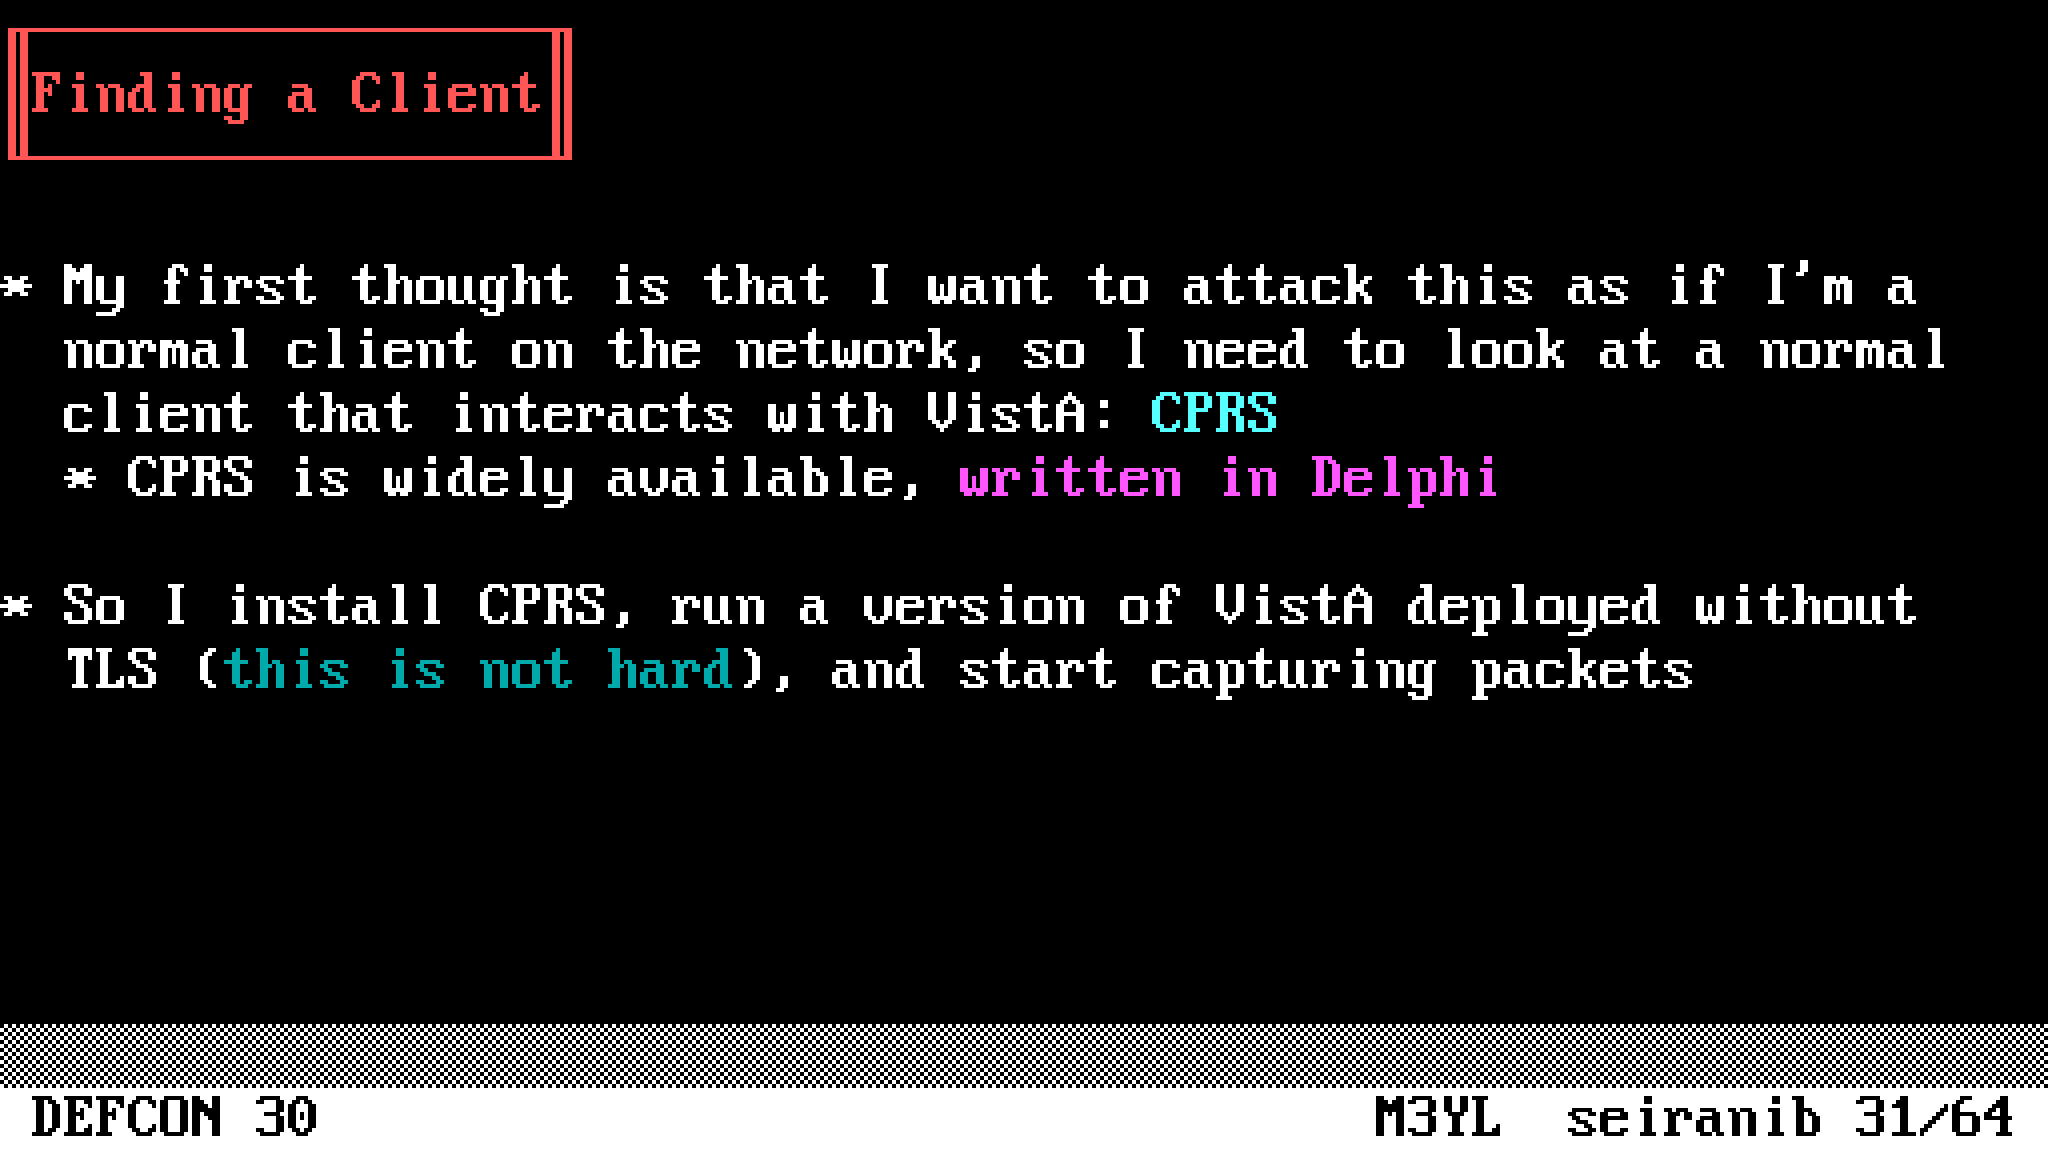 Finding a Client
* My first thought is that I want to attack this as if I'm a
normal client on the network, so I need to look at a normal
client that interacts with VistA: CPRS
* CPRS is widely available, written in Delphi
* So I install CPRS, run a version of VistA deployed without
TLS (this is not hard), and start capturing packets
DEFCON 30
M3YL seiranib 31/64